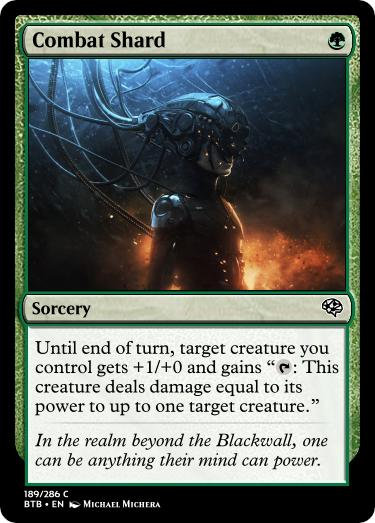 Combat Shard
Sorcery
Until end of turn, target creature you
control gets +1/+0 and gains “: This
creature deals damage equal to its
power to up to one target creature.”
In the realm beyond the Blackwall, one
can be anything their mind can power.
189/286 C
BTB • EN Michael Michera